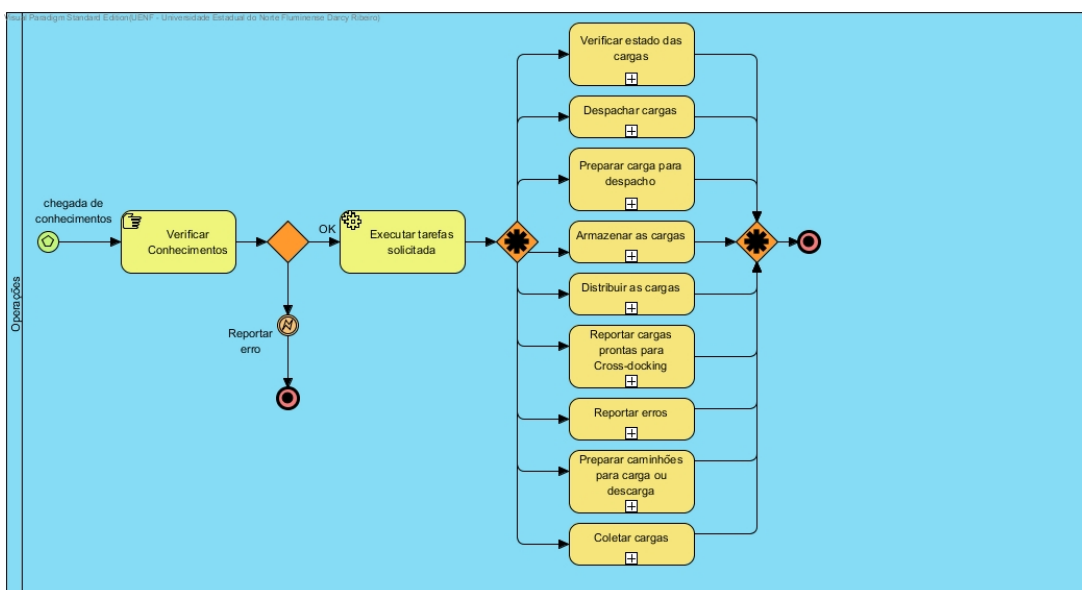 Visual Paradigm Standard Edition(UENF - Universidade Estadual do Norte Fluminense Darcy Ribeiro)
Operações
chegada de
conhecimentos
Verificar
Conhecimentos
OK
Executar tarefas
solicitada
Reportar
erro
Verificar estado das
cargas
Despachar cargas
Preparar carga para
despacho
Armazenar as cargas
Distribuir as cargas
Reportar cargas
prontas para
Cross-docking
Reportar erros
Preparar caminhões
para carga ou
descarga
Coletar cargas